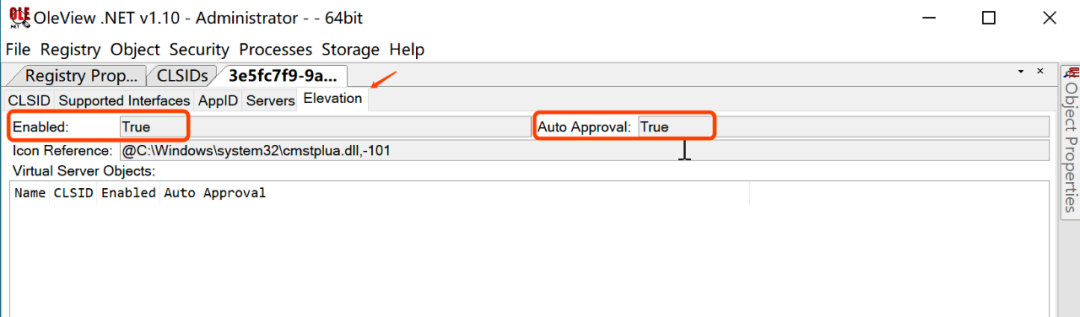 OleView .NET v1.10 - Administrator - - 64bit
File Registry Object Security Processes Storage Help
Registry Prop... CLSIDs 3e5fc7f9-9a...
CLSID Supported Interfaces AppID Servers Elevation
Enabled: True Auto Approval: True
Icon Reference: @C:\Windows\system32\cmstplua.dll,-101
Virtual Server Objects:
Name CLSID Enabled Auto Approval
Object Properties
OLE
.NET